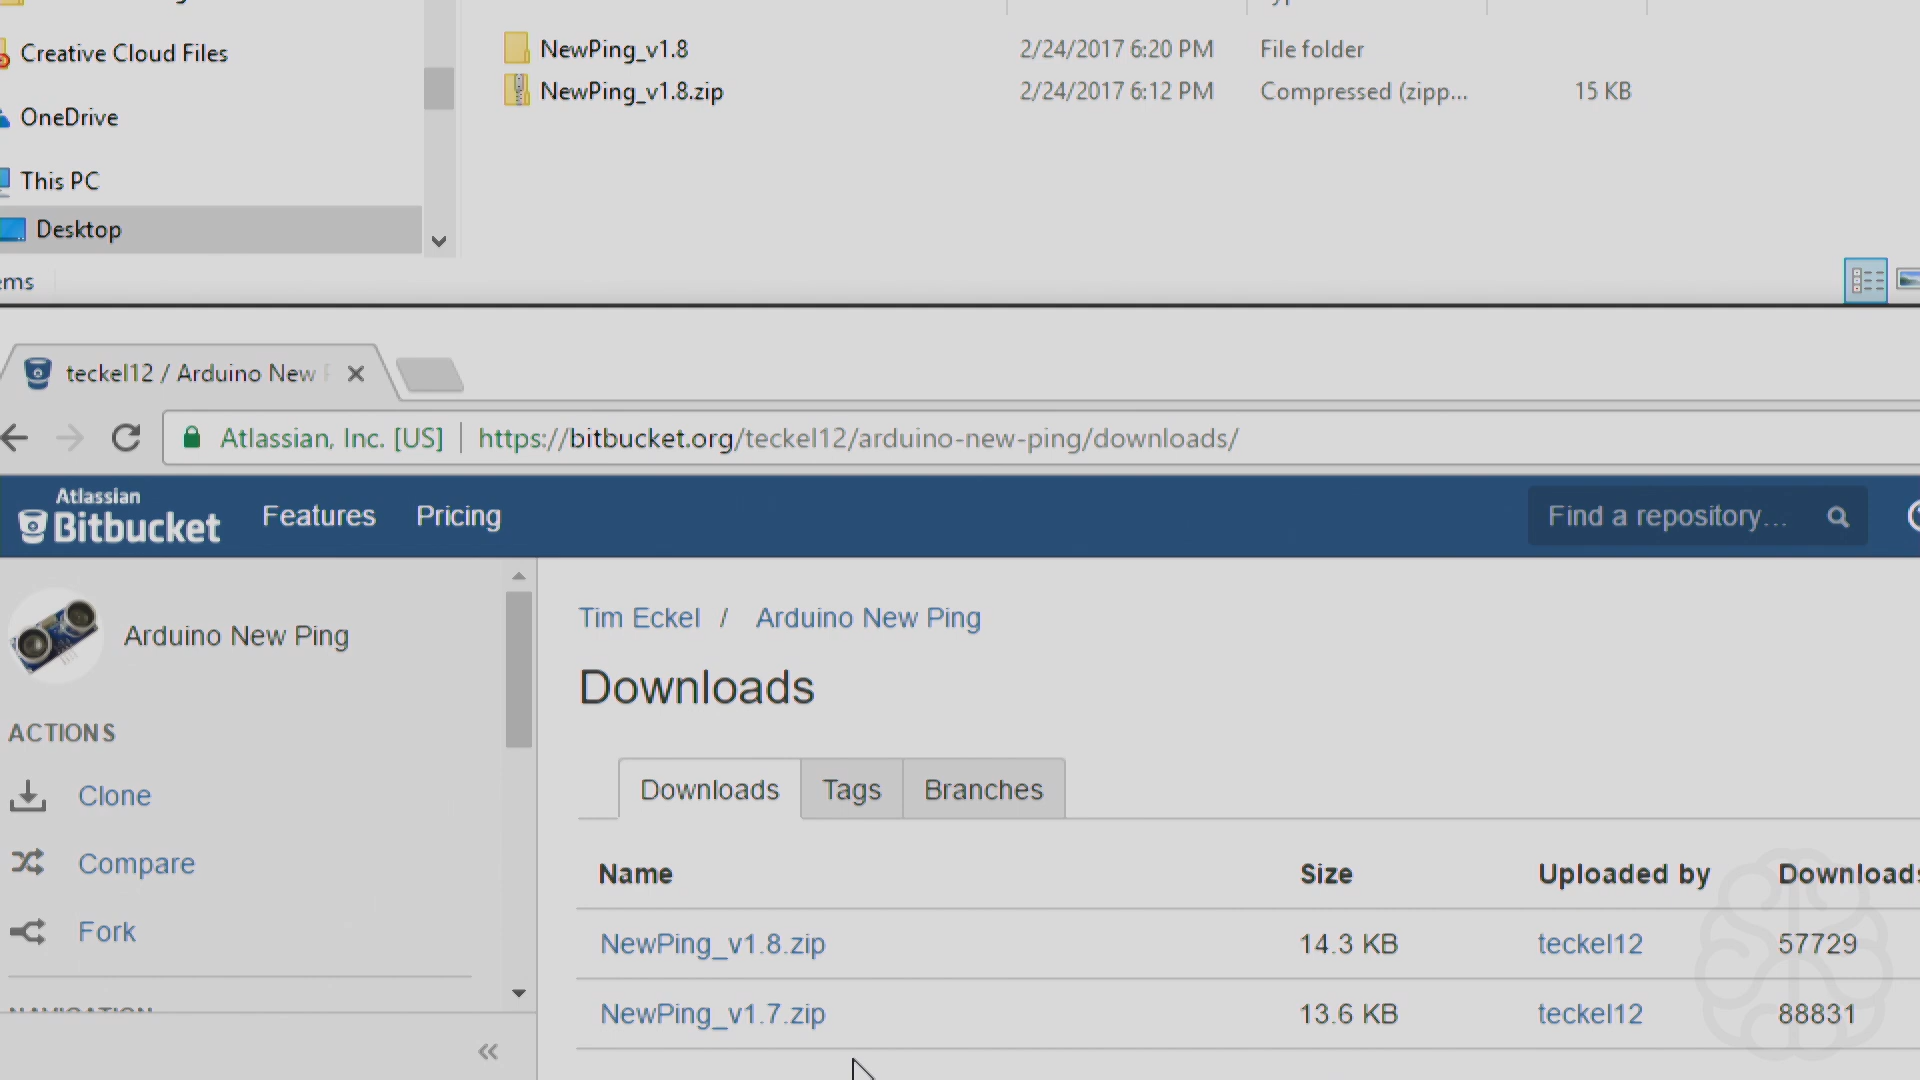 Creative Cloud Files
OneDrive
This PC
Desktop
NewPing_v1.8 2/24/2017 6:20 PM File folder
NewPing_v1.8.zip 2/24/2017 6:12 PM Compressed (zipp... 15 KB
teckel12 / Arduino New
Atlassian, Inc. [US] https://bitbucket.org/teckel12/arduino-new-ping/downloads/
Atlassian
Bitbucket Features Pricing Find a repository...
Arduino New Ping
ACTIONS
Clone
Compare
Fork
Tim Eckel / Arduino New Ping
Downloads
Downloads Tags Branches
Name Size Uploaded by Downloads
NewPing_v1.8.zip 14.3 KB teckel12 57729
NewPing_v1.7.zip 13.6 KB teckel12 88831